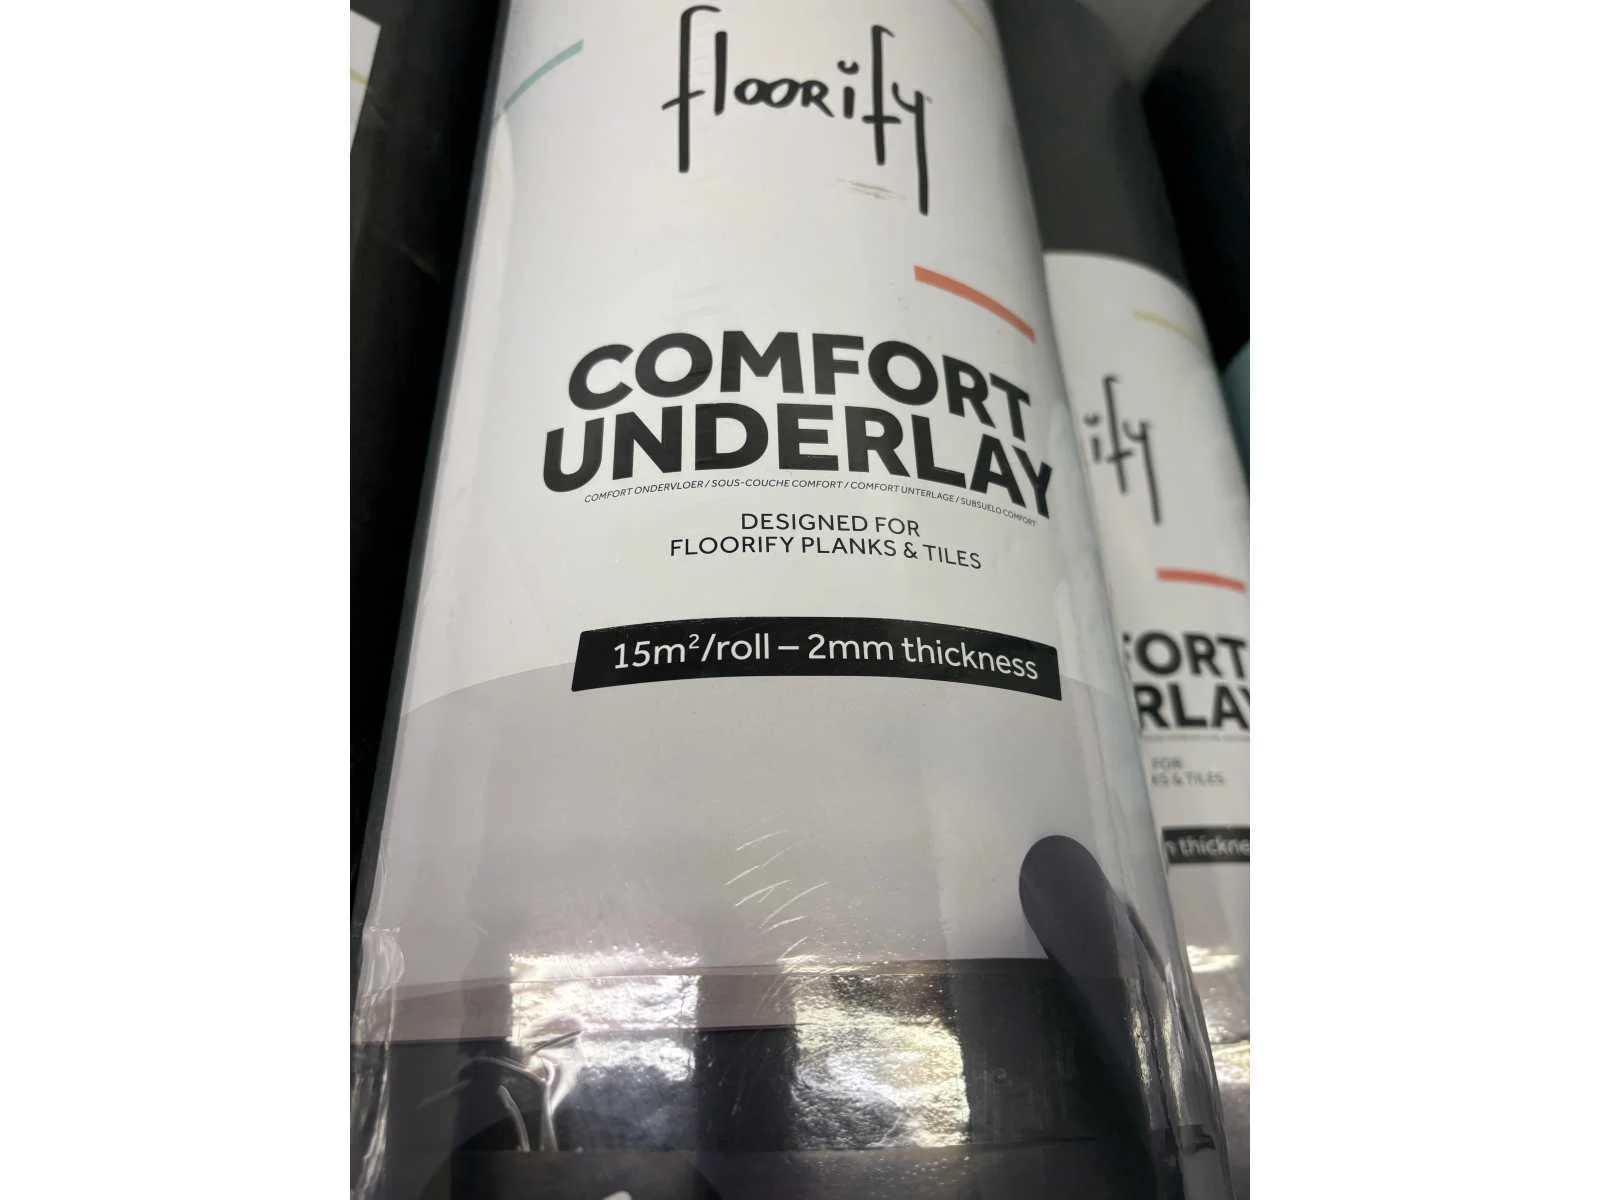 floorify
COMFORT
UNDERLAY
COMFORT ONDERVLOER / SOUS-COUCHE COMFORT / COMFORT UNTERLAGE / SUBSUELO COMFORT
DESIGNED FOR
FLOORIFY PLANKS & TILES
15m²/roll – 2mm thickness
ify
FORT
RLAY
FOR
KS & TILES
m thickne